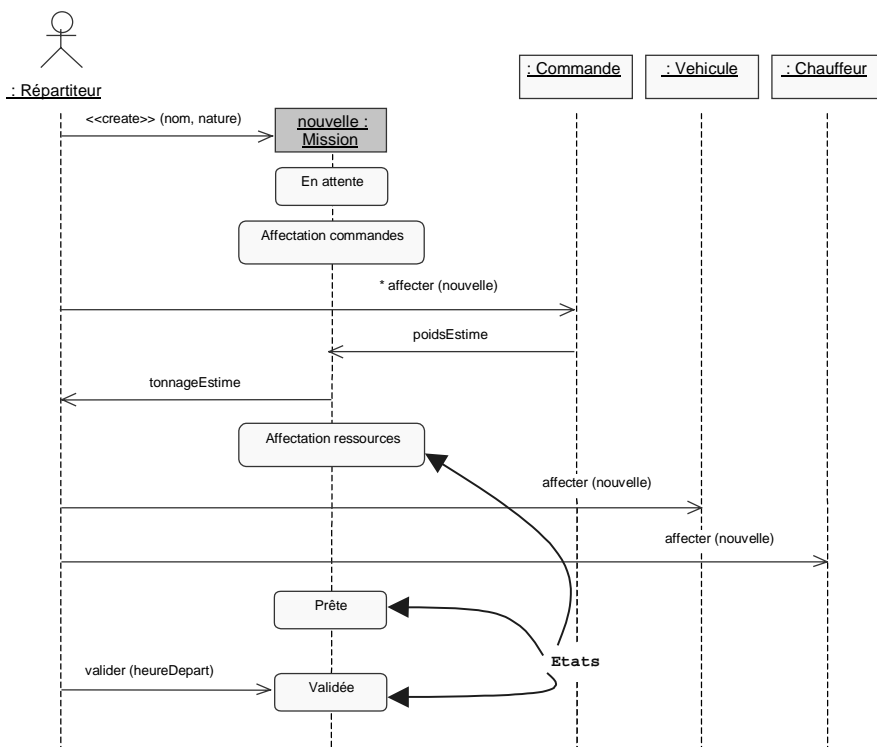 : Commande
: Vehicule
: Chauffeur
: Répartiteur
<<create>> (nom, nature)
nouvelle :
Mission
En attente
Affectation commandes
* affecter (nouvelle)
poidsEstime
tonnageEstime
Affectation ressources
affecter (nouvelle)
affecter (nouvelle)
Prête
Etats
valider (heureDepart)
Validée